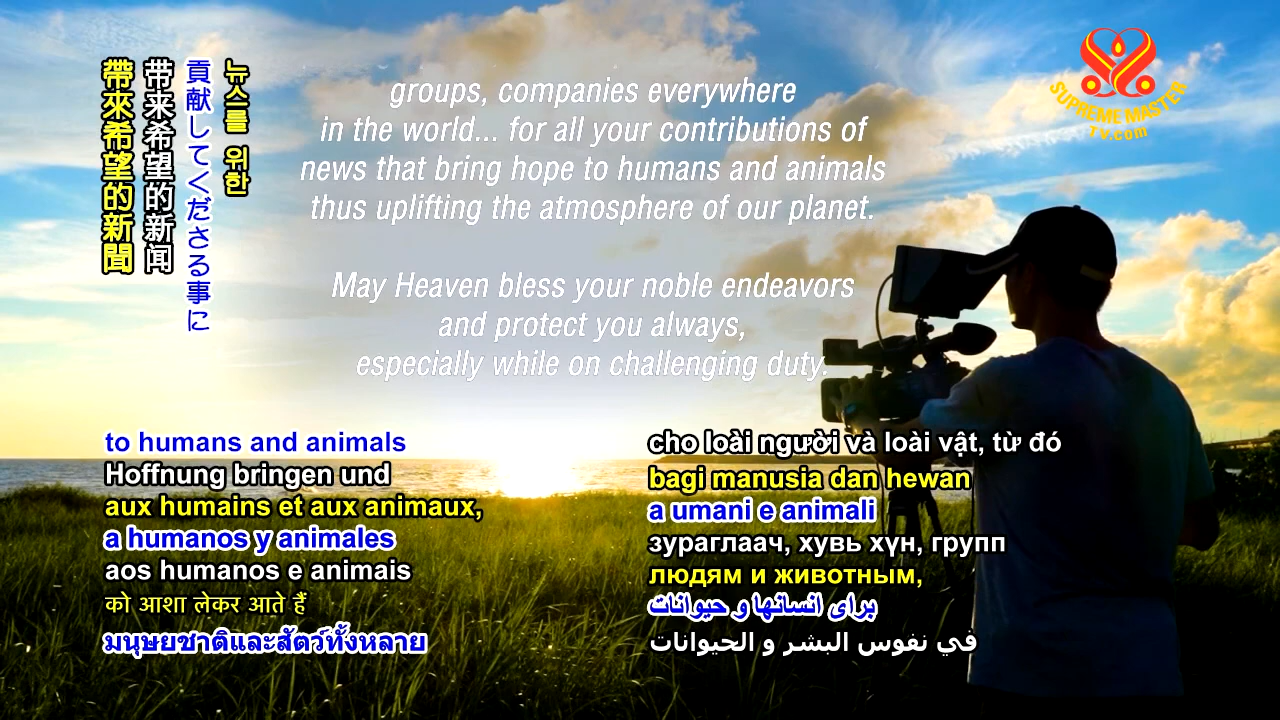 帶來希望的新聞
带来希望的新闻
貢献してくださる事に
뉴스를 위한
groups, companies everywhere
in the world... for all your contributions of
news that bring hope to humans and animals
thus uplifting the atmosphere of our planet.
May Heaven bless your noble endeavors
and protect you always,
especially while on challenging duty.
SUPREME MASTER
TV.com
to humans and animals
Hoffnung bringen und
aux humains et aux animaux,
a humanos y animales
aos humanos e animais
को आशा लेकर आते हैं
มนุษยชาติและสัตว์ทั้งหลาย
cho loài người và loài vật, từ đó
bagi manusia dan hewan
a umani e animali
зураглаач, хувь хүн, групп
людям и животным,
برای انسانها و حیوانات
في نفوس البشر و الحيوانات